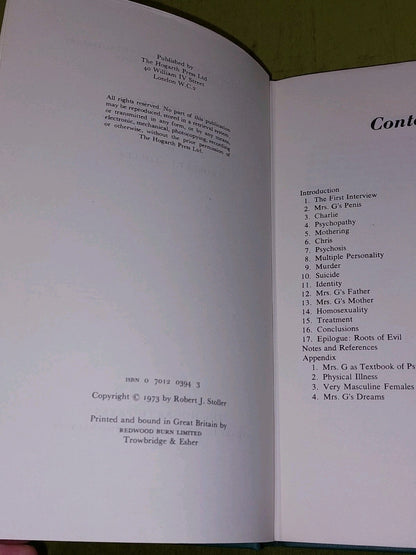 Published by
The Hogarth Press Ltd
40 William IV Street
London W.C.2
All rights reserved. No part of this publication
may be reproduced, stored in a retrieval system
or transmitted in any form, or by any means,
electronic, mechanical, photocopying, recording
or otherwise, without the prior permission of
The Hogarth Press Ltd.
ISBN 0 7012 0394 3
Copyright © 1973 by Robert J. Stoller
Printed and bound in Great Britain by
REDWOOD BURN LIMITED
Trowbridge & Esher
Conte
Introduction
1. The First Interview
2. Mrs. G's Penis
3. Charlie
4. Psychopathy
5. Mothering
6. Chris
7. Psychosis
8. Multiple Personality
9. Murder
10. Suicide
11. Identity
12. Mrs. G's Father
13. Mrs. G's Mother
14. Homosexuality
15. Treatment
16. Conclusions
17. Epilogue: Roots of Evil
Notes and References
Appendix
1. Mrs. G as Textbook of Ps
2. Physical Illness
3. Very Masculine Females
4. Mrs. G's Dreams